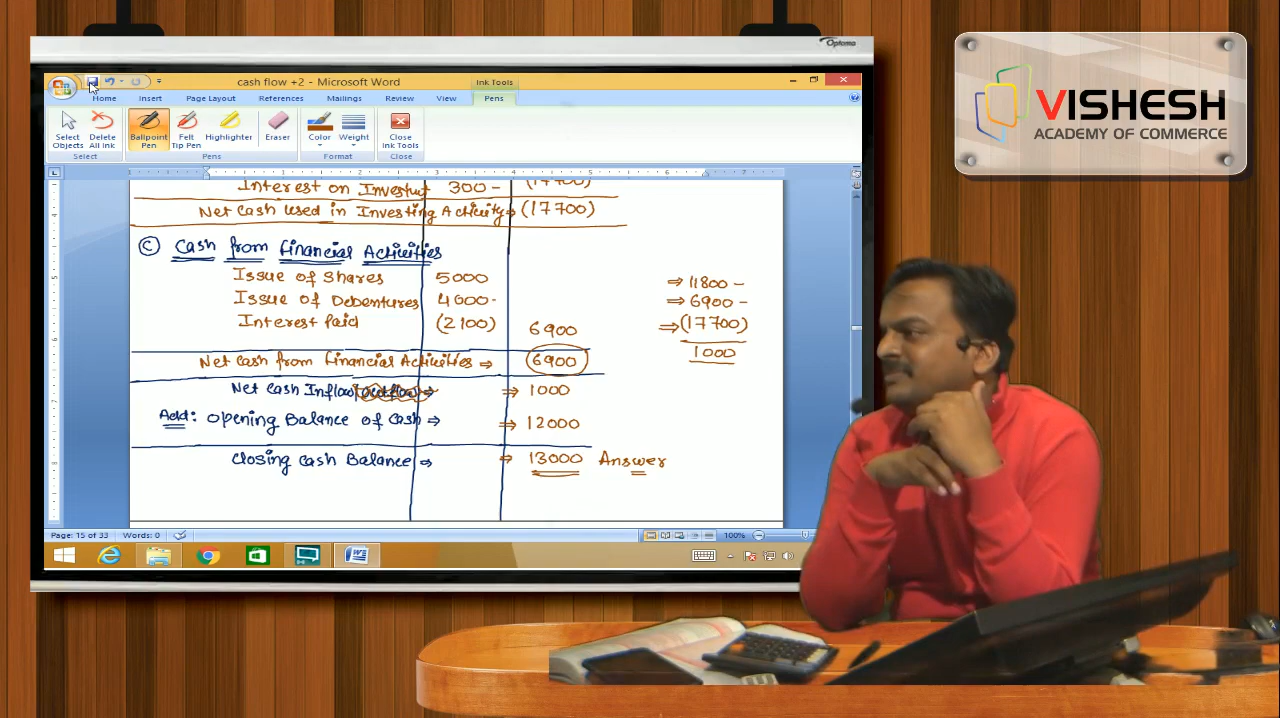 Optoma
cash flow +2 - Microsoft Word
Ink Tools
Home Insert Page Layout References Mailings Review View Pens
Select Objects
Delete All Ink
Ballpoint Pen
Felt Tip Pen
Highlighter
Eraser
Color
Weight
Close Ink Tools
Select
Pens
Format
Close
Interest on Investmt 300 - (17700)
Net Cash Used in Investing Activity (17700)
C Cash from Financial Activities
Issue of Shares 5000
Issue of Debentures 4000-
Interest Paid (2100) 6900
Net Cash from Financial Activities ⇒ 6900
Net Cash Inflow ⇒ ⇒ 1000
Add: Opening Balance of Cash ⇒ ⇒ 12000
Closing Cash Balance ⇒ ⇒ 13000 Answer
⇒ 11800 -
⇒ 6900 -
⇒ (17700)
1000
Page: 15 of 33 Words: 0 100%
VISHESH
ACADEMY OF COMMERCE